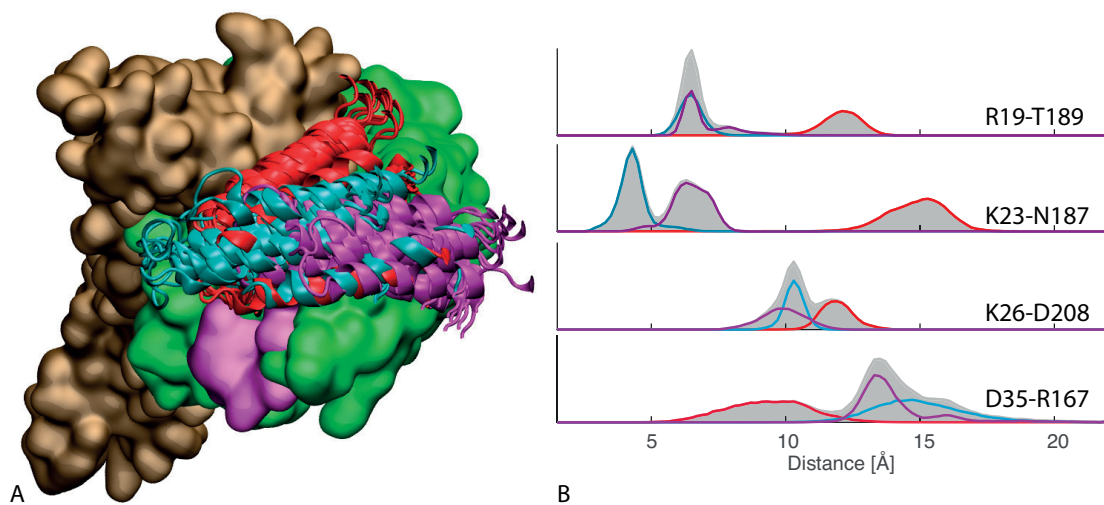 R19-T189
K23-N187
K26-D208
D35-R167
5 10 15 20
Distance [Å]
A B